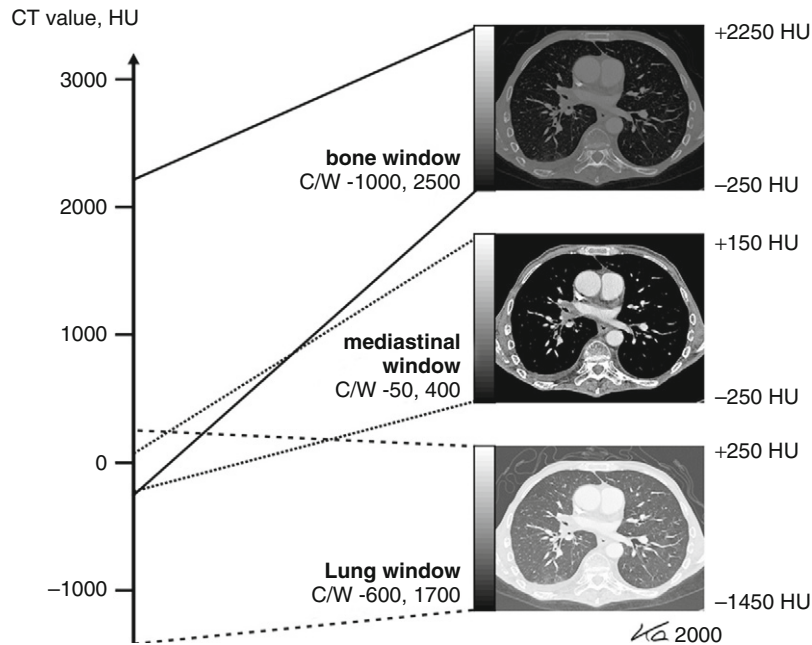 CT value, HU
3000
2000
1000
0
−1000
bone window
C/W -1000, 2500
+2250 HU
−250 HU
mediastinal
window
C/W -50, 400
+150 HU
−250 HU
Lung window
C/W -600, 1700
+250 HU
−1450 HU
2000